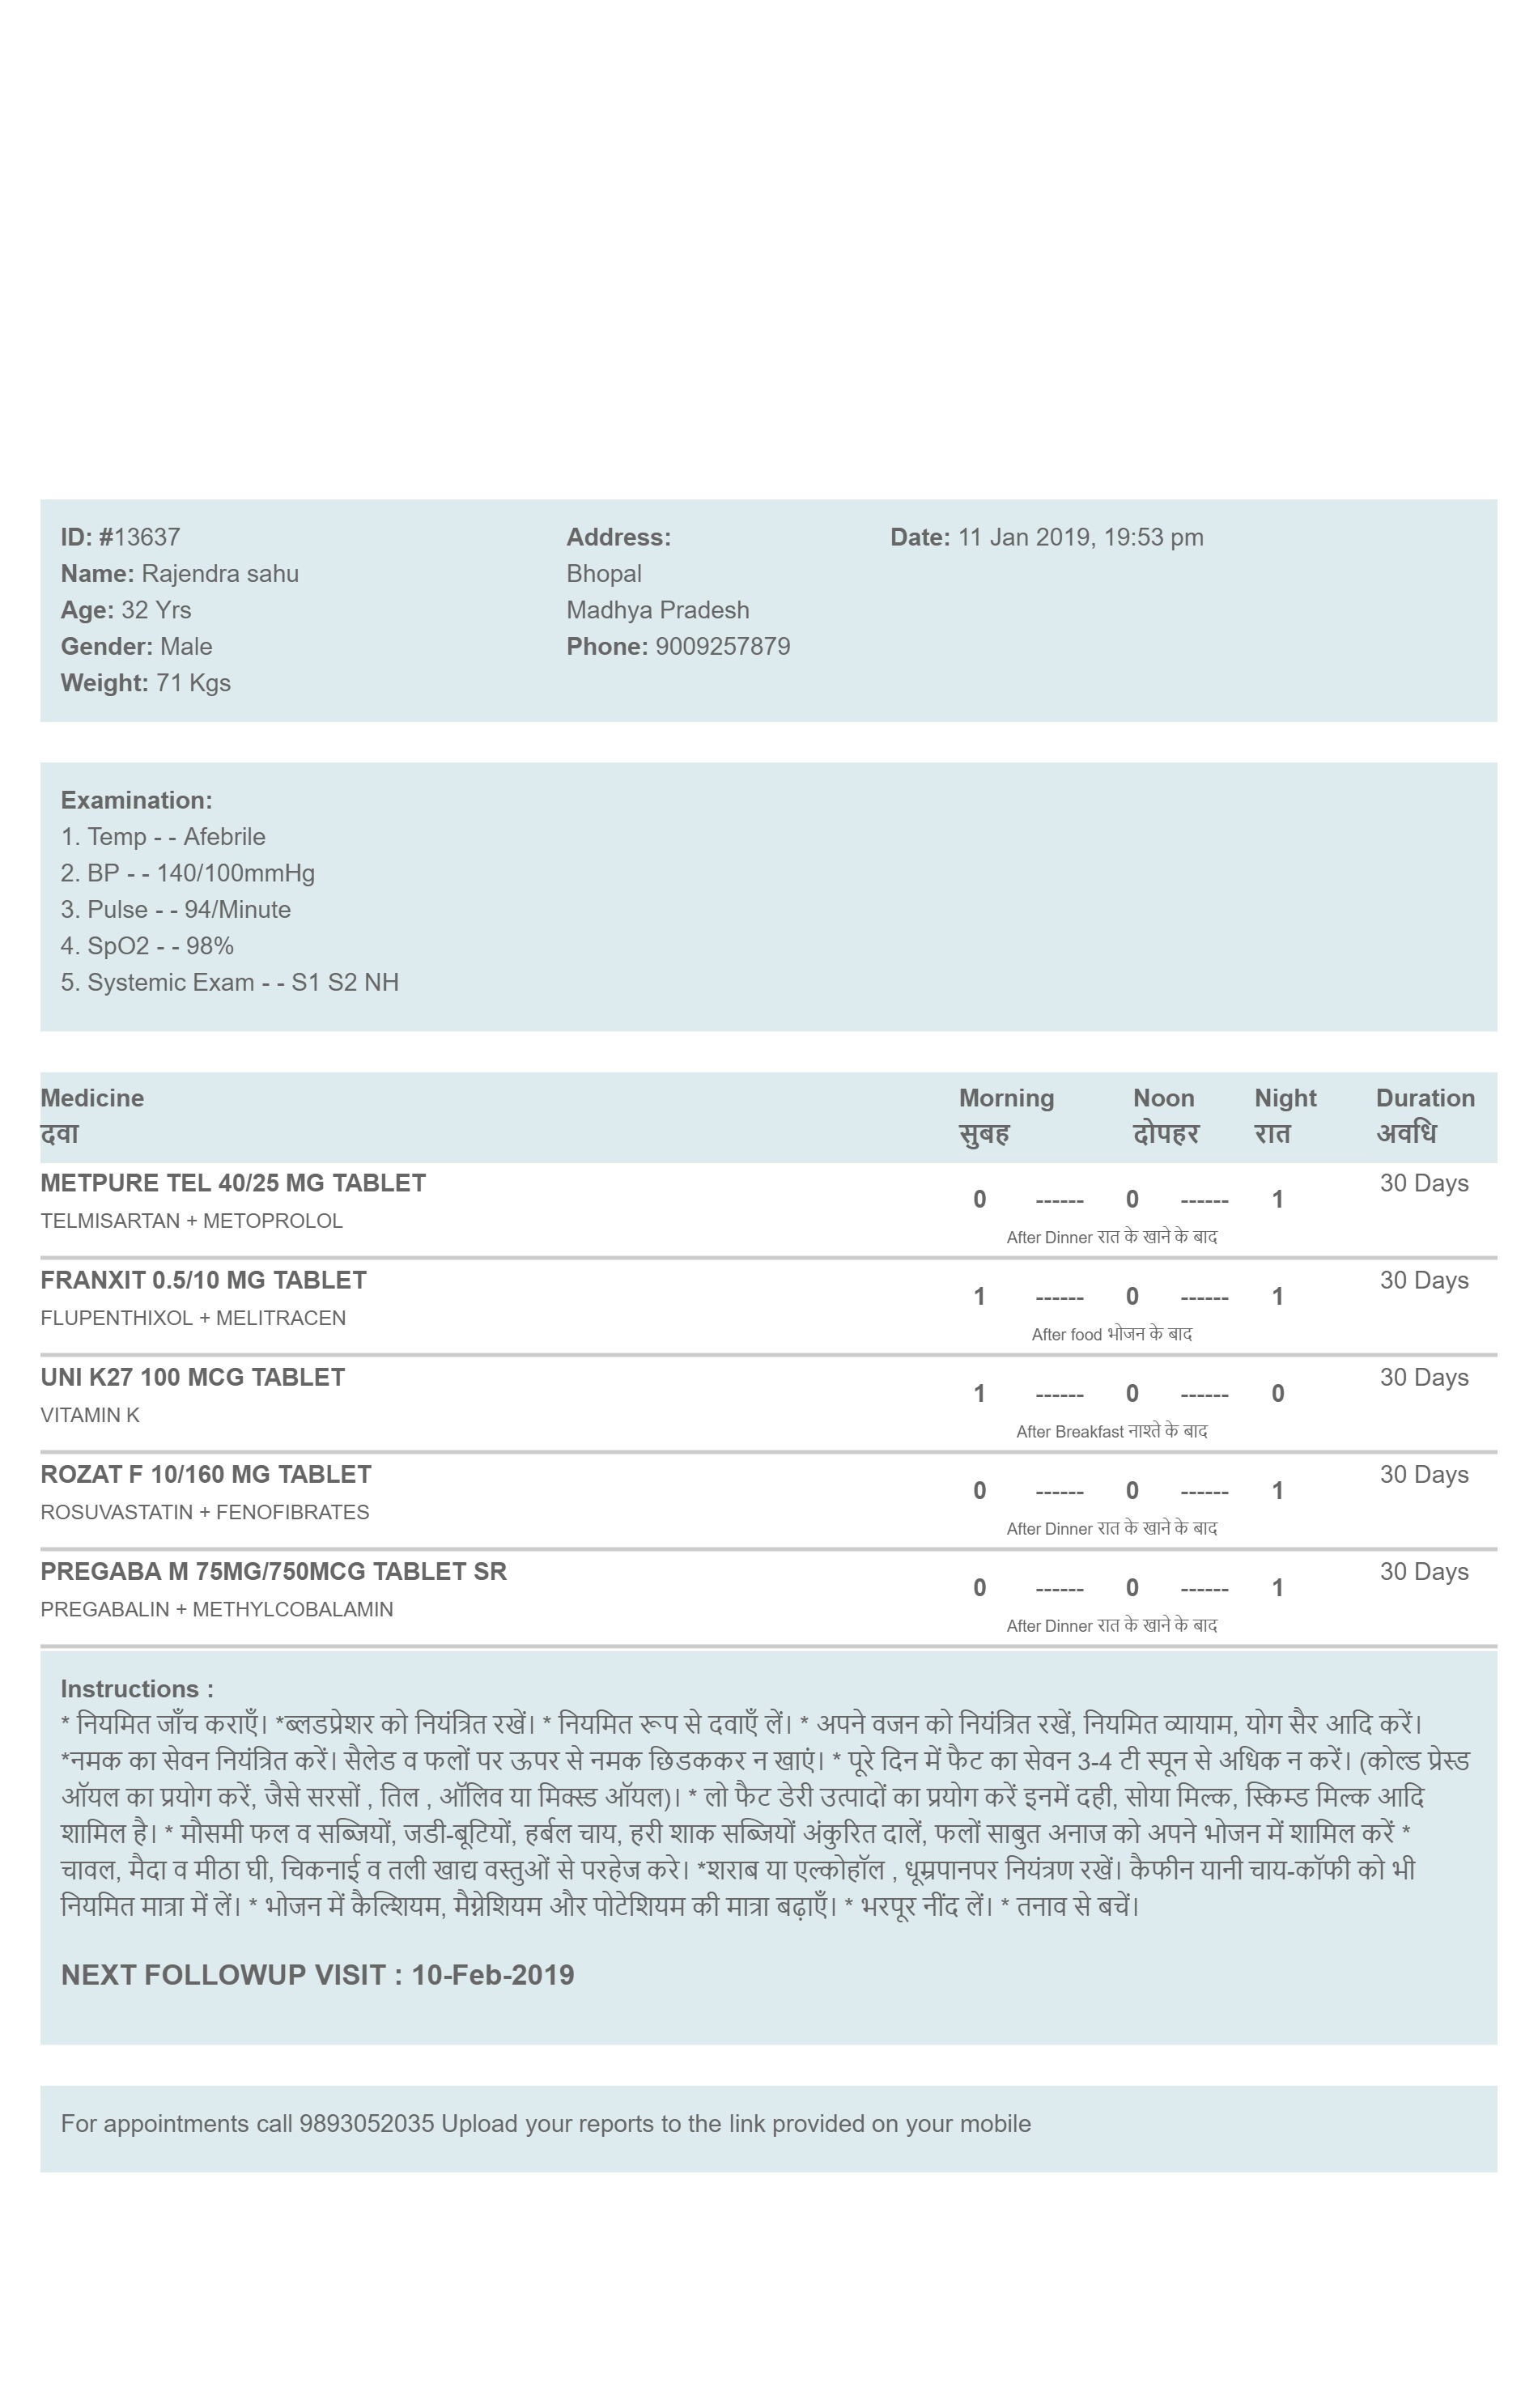 ID: #13637 Address: Date: 11 Jan 2019, 19:53 pm
Name: Rajendra sahu Bhopal
Age: 32 Yrs Madhya Pradesh
Gender: Male Phone: 9009257879
Weight: 71 Kgs
Examination:
1. Temp - - Afebrile
2. BP - - 140/100mmHg
3. Pulse - - 94/Minute
4. SpO2 - - 98%
5. Systemic Exam - - S1 S2 NH
Medicine Morning Noon Night Duration
दवा सुबह दोपहर रात अवधि
METPURE TEL 40/25 MG TABLET 0 ------ 0 ------ 1 30 Days
TELMISARTAN + METOPROLOL After Dinner रात के खाने के बाद
FRANXIT 0.5/10 MG TABLET 1 ------ 0 ------ 1 30 Days
FLUPENTHIXOL + MELITRACEN After food भोजन के बाद
UNI K27 100 MCG TABLET 1 ------ 0 ------ 0 30 Days
VITAMIN K After Breakfast नाश्ते के बाद
ROZAT F 10/160 MG TABLET 0 ------ 0 ------ 1 30 Days
ROSUVASTATIN + FENOFIBRATES After Dinner रात के खाने के बाद
PREGABA M 75MG/750MCG TABLET SR 0 ------ 0 ------ 1 30 Days
PREGABALIN + METHYLCOBALAMIN After Dinner रात के खाने के बाद
Instructions :
* नियमित जाँच कराएँ। *ब्लडप्रेशर को नियंत्रित रखें। * नियमित रूप से दवाएँ लें। * अपने वजन को नियंत्रित रखें, नियमित व्यायाम, योग सैर आदि करें।
*नमक का सेवन नियंत्रित करें। सैलेड व फलों पर ऊपर से नमक छिडककर न खाएं। * पूरे दिन में फैट का सेवन 3-4 टी स्पून से अधिक न करें। (कोल्ड प्रेस्ड
ऑयल का प्रयोग करें, जैसे सरसों , तिल , ऑलिव या मिक्स्ड ऑयल)। * लो फैट डेरी उत्पादों का प्रयोग करें इनमें दही, सोया मिल्क, स्किम्ड मिल्क आदि
शामिल है। * मौसमी फल व सब्जियों, जडी-बूटियों, हर्बल चाय, हरी शाक सब्जियों अंकुरित दालें, फलों साबुत अनाज को अपने भोजन में शामिल करें *
चावल, मैदा व मीठा घी, चिकनाई व तली खाद्य वस्तुओं से परहेज करे। *शराब या एल्कोहॉल , धूम्रपानपर नियंत्रण रखें। कैफीन यानी चाय-कॉफी को भी
नियमित मात्रा में लें। * भोजन में कैल्शियम, मैग्नेशियम और पोटेशियम की मात्रा बढ़ाएँ। * भरपूर नींद लें। * तनाव से बचें।
NEXT FOLLOWUP VISIT : 10-Feb-2019
For appointments call 9893052035 Upload your reports to the link provided on your mobile